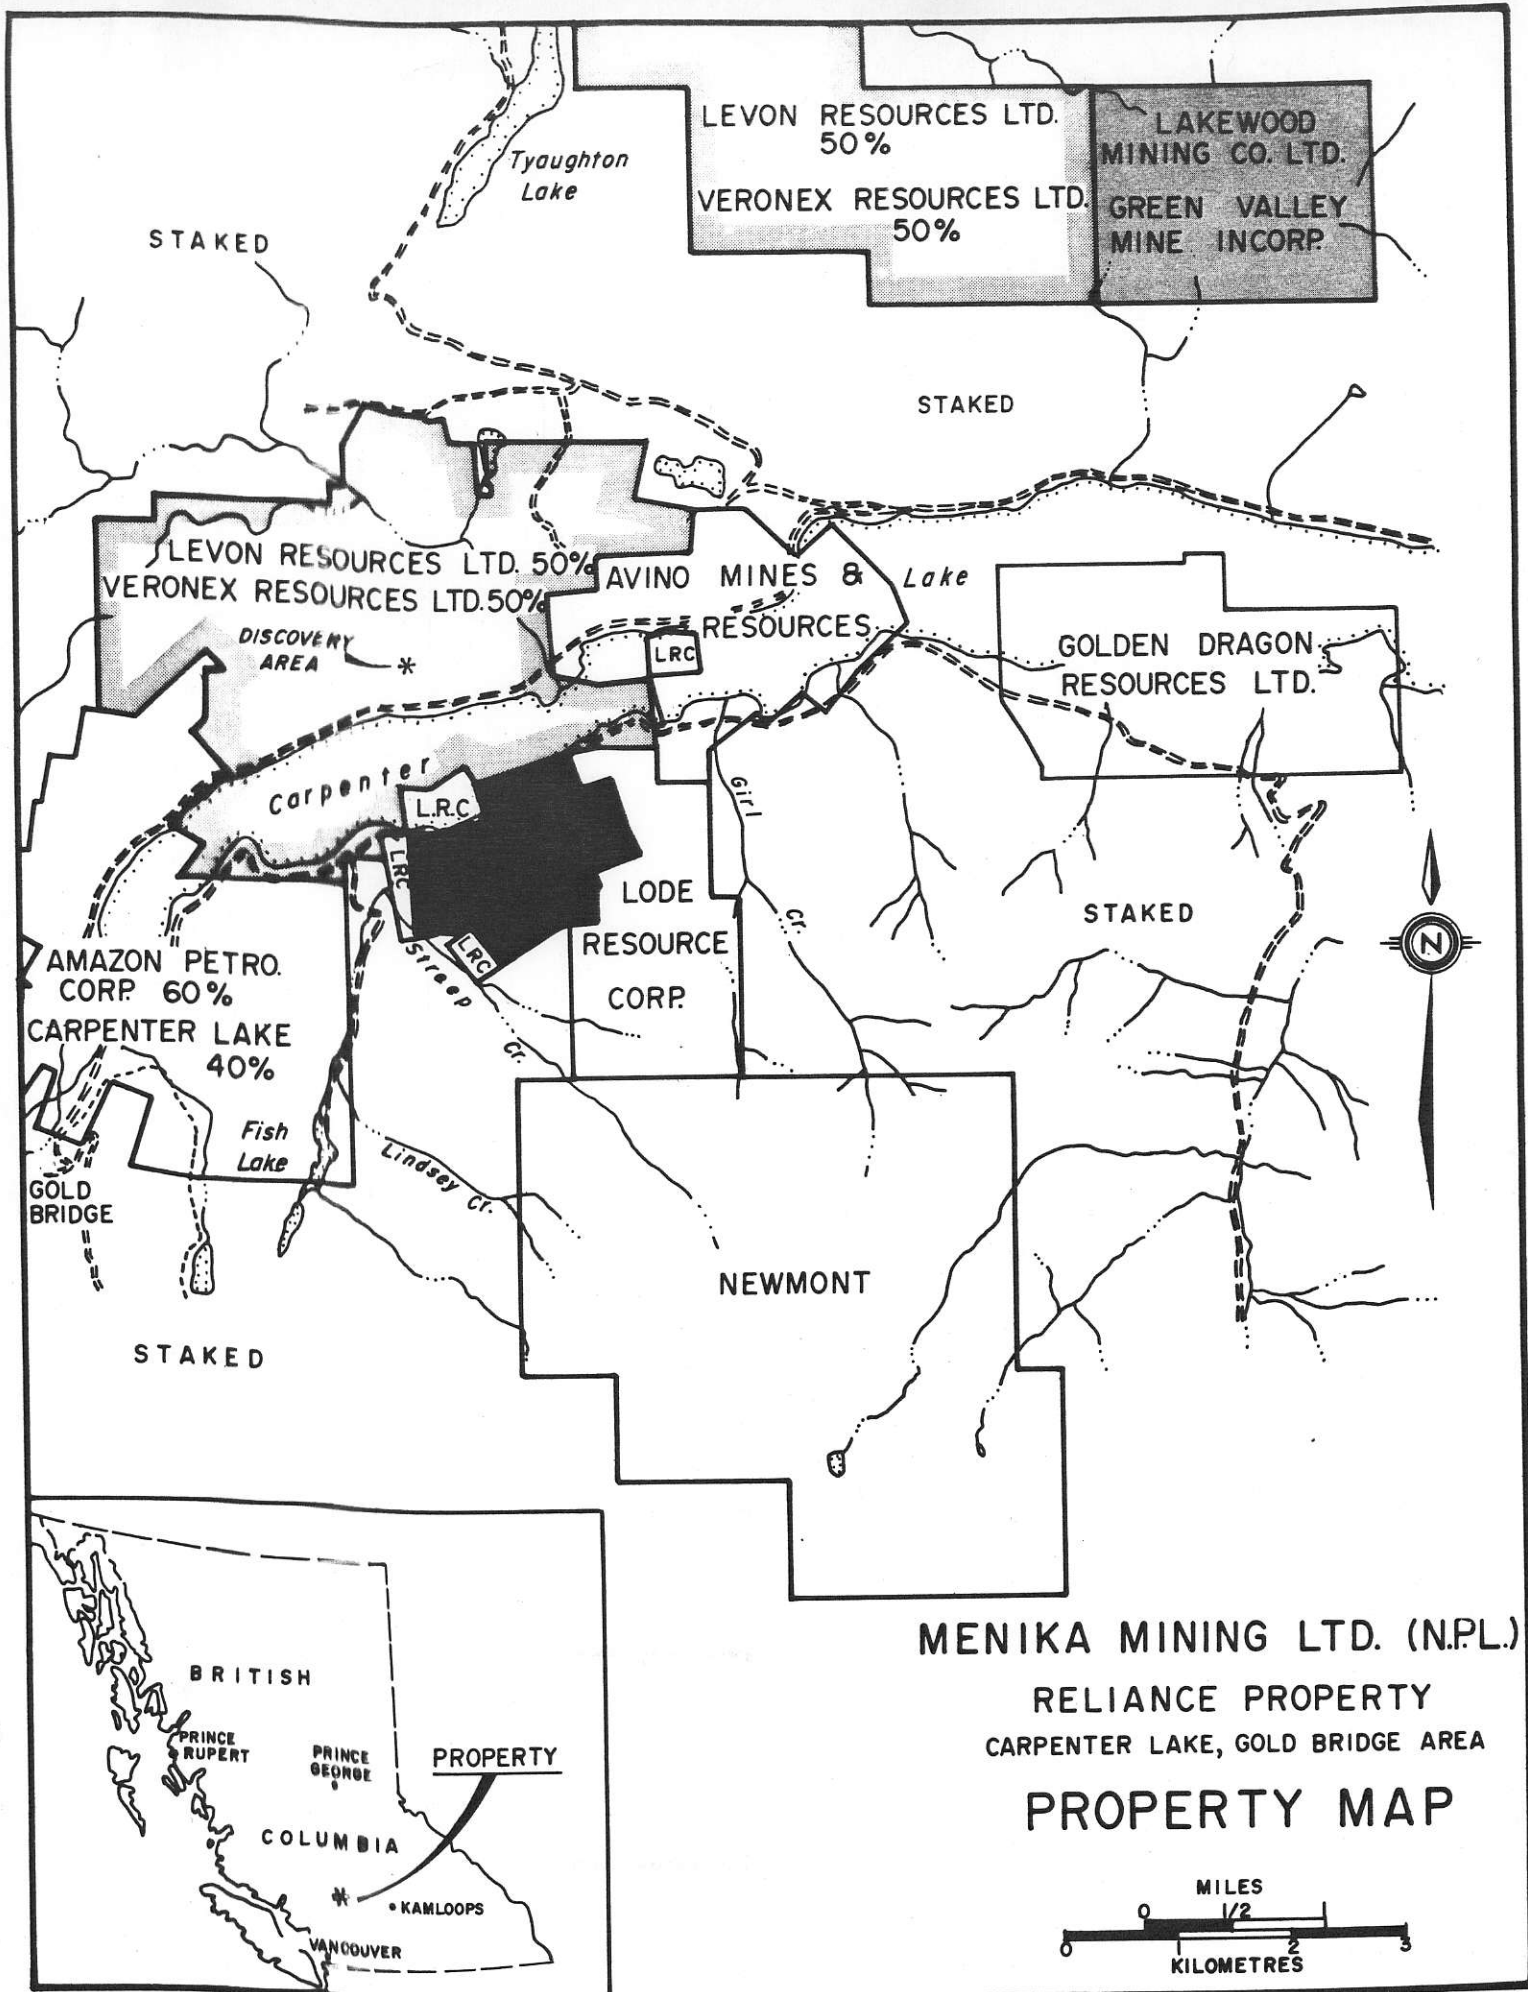 LEVON RESOURCES LTD.
50%
VERONEX RESOURCES LTD.
50%
LAKEWOOD
MINING CO. LTD.
GREEN VALLEY
MINE INCORP.
Tyaughton
Lake
STAKED
STAKED
LEVON RESOURCES LTD. 50%
VERONEX RESOURCES LTD. 50%
DISCOVERY
AREA
*
AVINO MINES &
RESOURCES
LRC
Lake
GOLDEN DRAGON
RESOURCES LTD.
Carpenter
L.R.C
LRC
LRC
Girl
Cr.
LODE
RESOURCE
CORP.
STAKED
N
AMAZON PETRO.
CORP. 60%
CARPENTER LAKE
40%
Streep
Cr.
Fish
Lake
Lindsey Cr.
GOLD
BRIDGE
NEWMONT
STAKED
BRITISH
PRINCE
RUPERT
PRINCE
GEORGE
PROPERTY
COLUMBIA
*
KAMLOOPS
VANCOUVER
MENIKA MINING LTD. (N.P.L.)
RELIANCE PROPERTY
CARPENTER LAKE, GOLD BRIDGE AREA
PROPERTY MAP
MILES
0 1/2
0 2 3
KILOMETRES